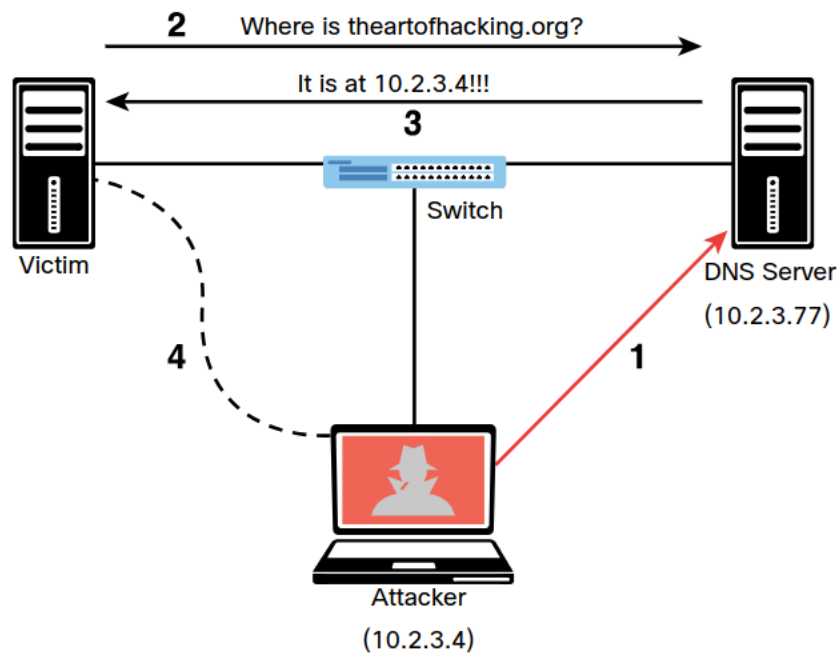 2 Where is theartofhacking.org?
It is at 10.2.3.4!!!
3
Switch
Victim
DNS Server
(10.2.3.77)
4
1
Attacker
(10.2.3.4)